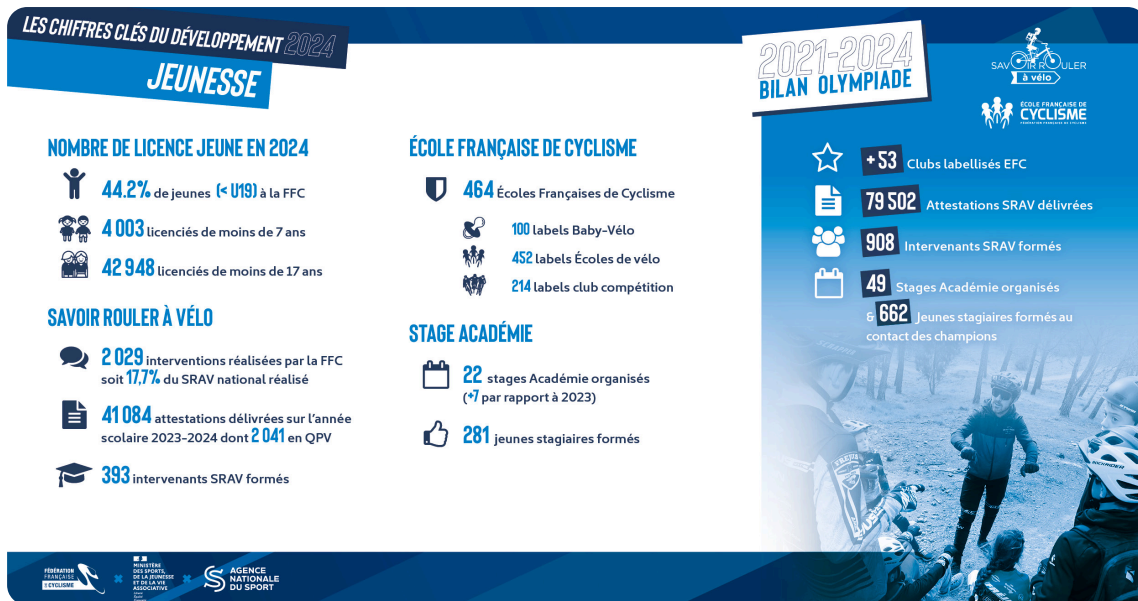 LES CHIFFRES CLÉS DU DÉVELOPPEMENT 2024
JEUNESSE
NOMBRE DE LICENCE JEUNE EN 2024
44.2% de jeunes (< U19) à la FFC
4 003 licenciés de moins de 7 ans
42 948 licenciés de moins de 17 ans
SAVOIR ROULER À VÉLO
2 029 interventions réalisées par la FFC
soit 17,7% du SRAV national réalisé
41 084 attestations délivrées sur l'année
scolaire 2023-2024 dont 2 041 en QPV
393 intervenants SRAV formés
ÉCOLE FRANÇAISE DE CYCLISME
464 Écoles Françaises de Cyclisme
100 labels Baby-Vélo
452 labels Écoles de vélo
214 labels club compétition
STAGE ACADÉMIE
22 stages Académie organisés
(+7 par rapport à 2023)
281 jeunes stagiaires formés
2021-2024
BILAN OLYMPIADE
SAVOIR ROULER
à vélo
ÉCOLE FRANÇAISE DE
CYCLISME
FÉDÉRATION FRANÇAISE DE CYCLISME
+53 Clubs labellisés EFC
79 502 Attestations SRAV délivrées
908 Intervenants SRAV formés
49 Stages Académie organisés
& 662 Jeunes stagiaires formés au
contact des champions
FÉDÉRATION
FRANÇAISE
DE CYCLISME
MINISTÈRE
DES SPORTS,
DE LA JEUNESSE
ET DE LA VIE
ASSOCIATIVE
AGENCE
NATIONALE
DU SPORT